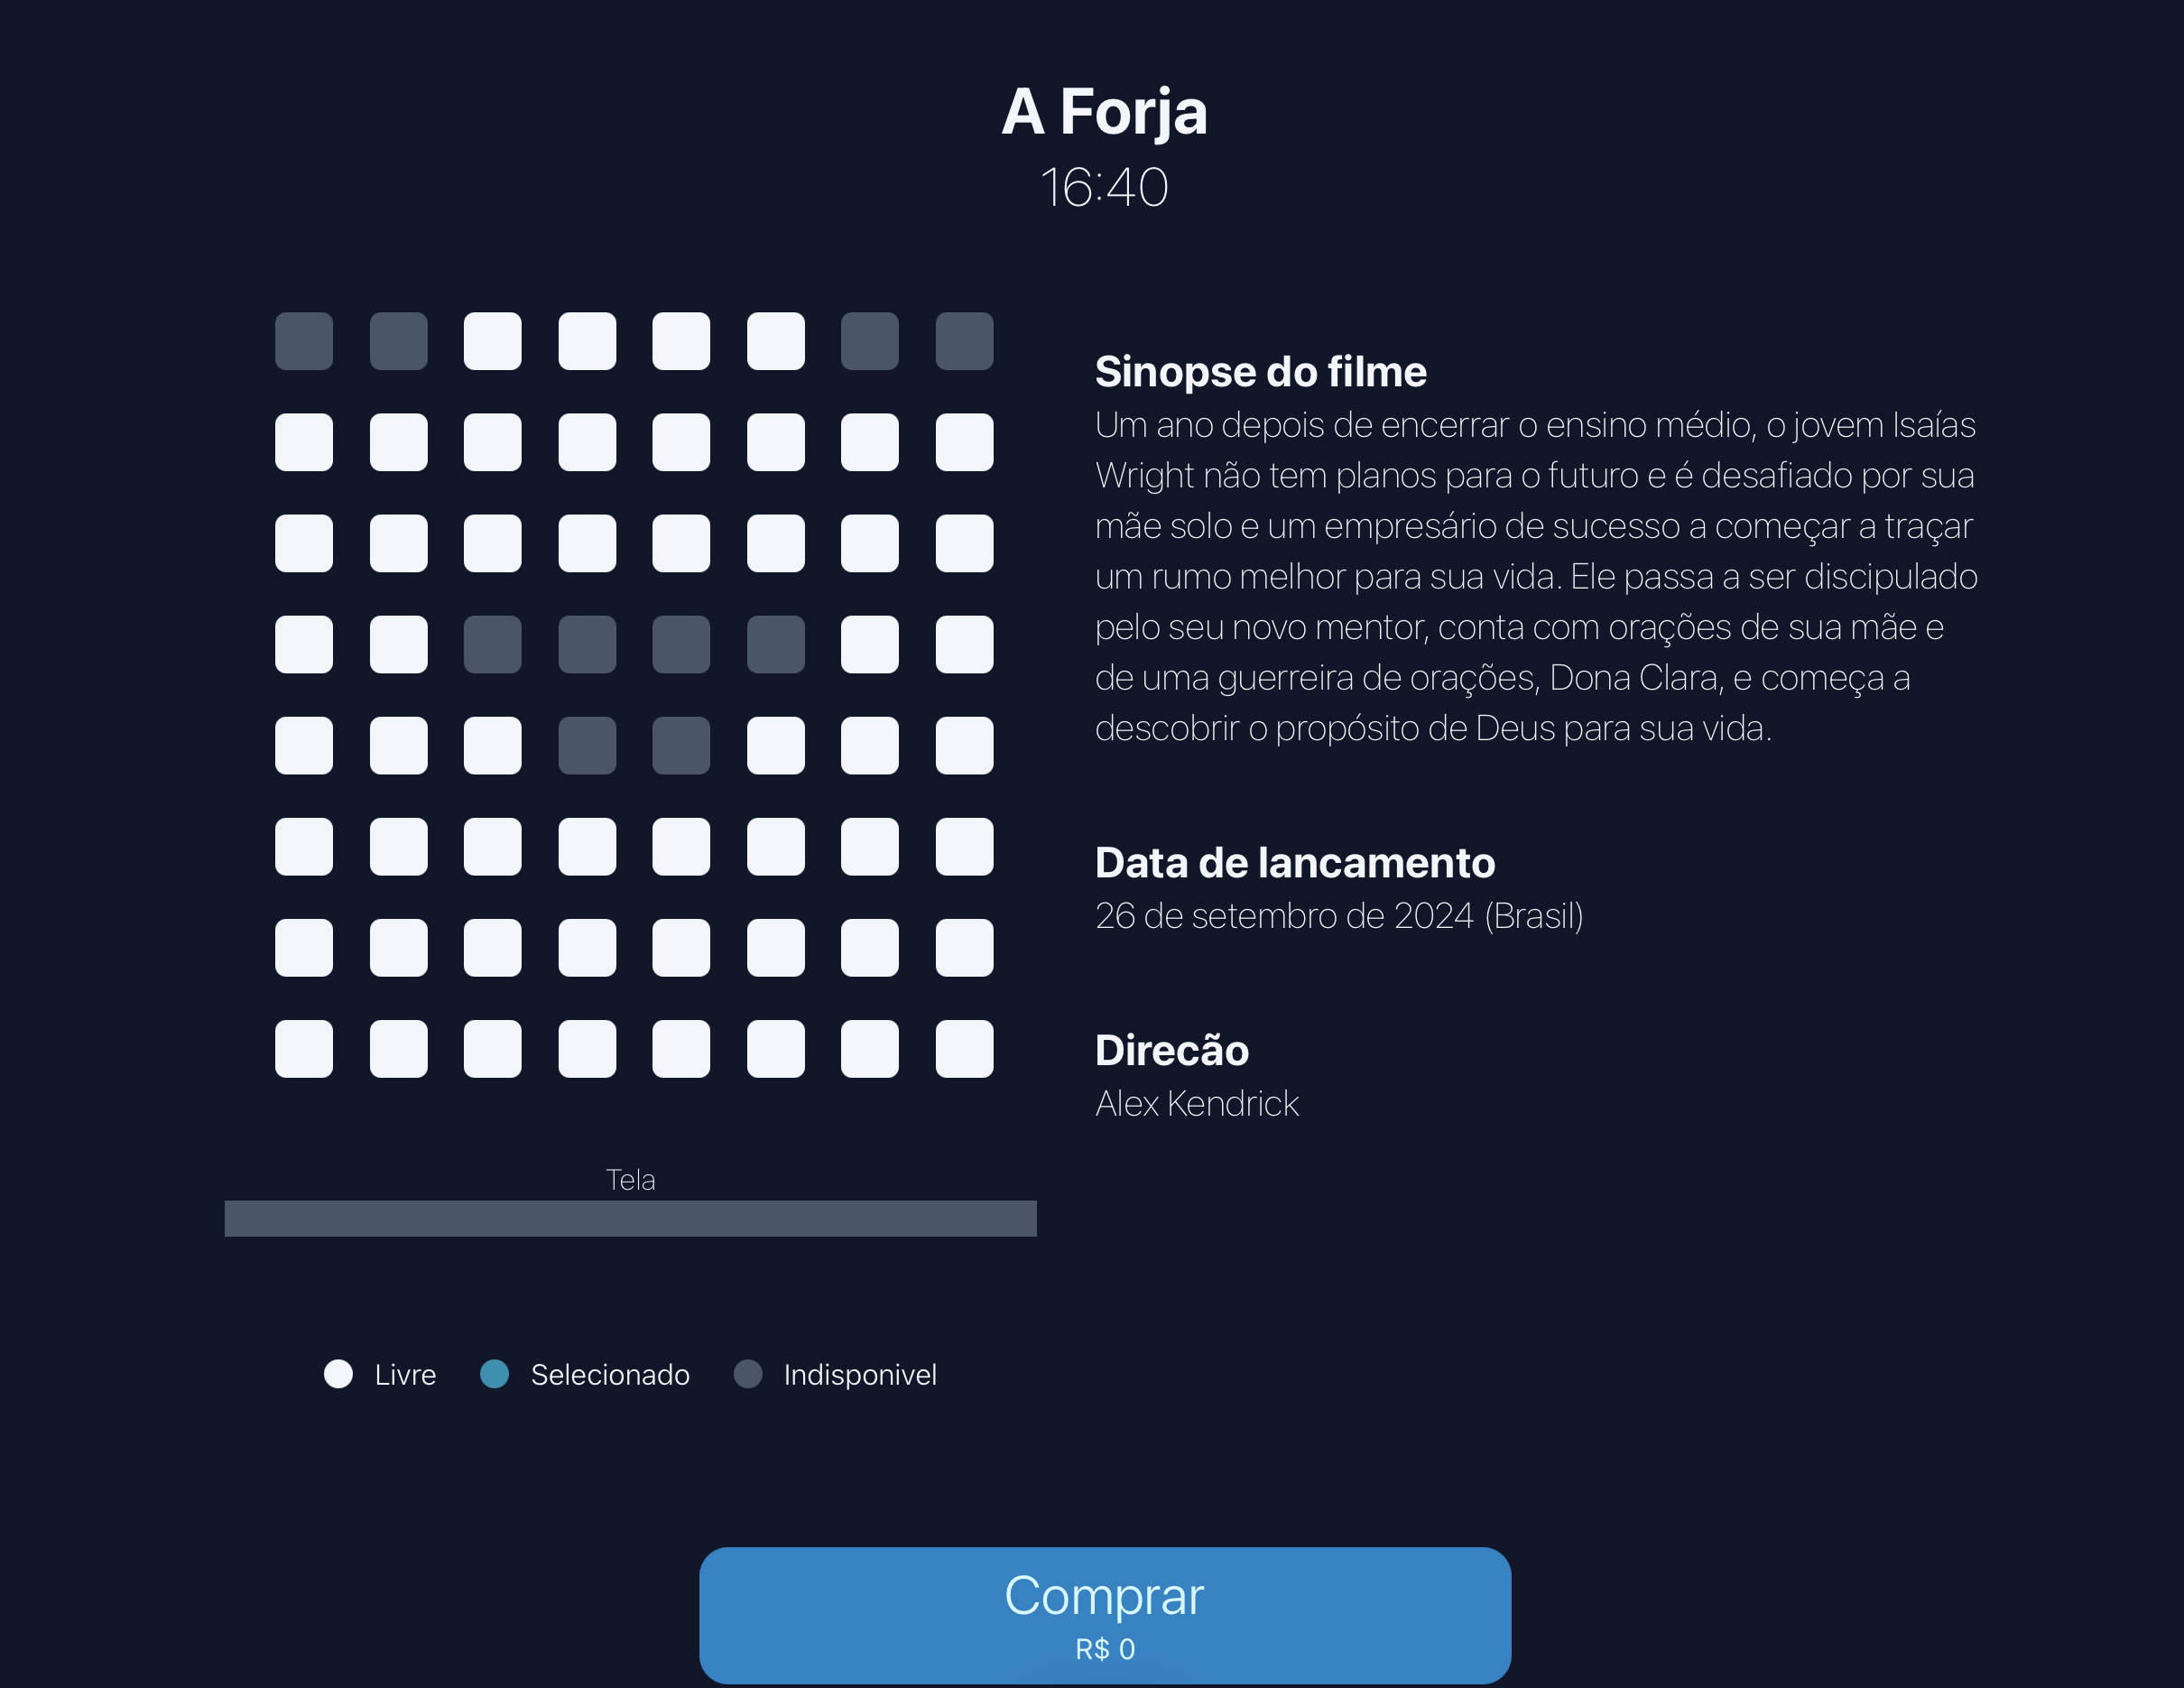 A Forja
16:40
Sinopse do filme
Um ano depois de encerrar o ensino médio, o jovem Isaías
Wright não tem planos para o futuro e é desafiado por sua
mãe solo e um empresário de sucesso a começar a traçar
um rumo melhor para sua vida. Ele passa a ser discipulado
pelo seu novo mentor, conta com orações de sua mãe e
de uma guerreira de orações, Dona Clara, e começa a
descobrir o propósito de Deus para sua vida.
Data de lancamento
26 de setembro de 2024 (Brasil)
Direcão
Alex Kendrick
Tela
Livre
Selecionado
Indisponivel
Comprar
R$ 0